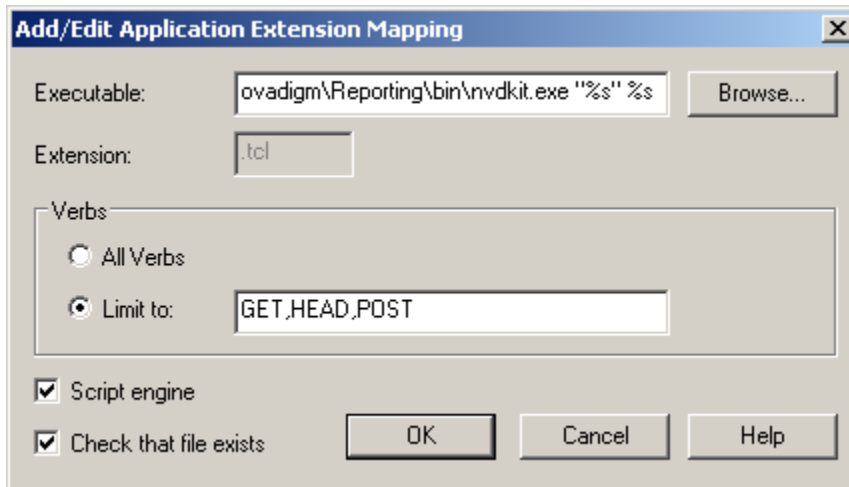 Add/Edit Application Extension Mapping
Executable: ovadigm\Reporting\bin\nvdkit.exe "%s" %s Browse...
Extension: .tcl
Verbs
All Verbs
Limit to: GET,HEAD,POST
Script engine
Check that file exists OK Cancel Help